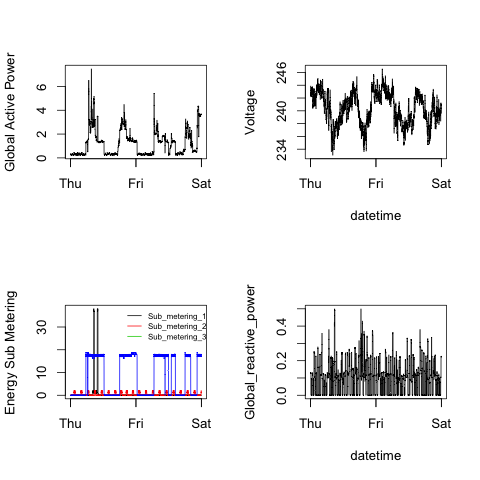 Global Active Power
6
4
2
0
Thu Fri Sat
Voltage
246
240
234
Thu Fri Sat
datetime
Energy Sub Metering
30
10
0
Thu Fri Sat
Sub_metering_1
Sub_metering_2
Sub_metering_3
Global_reactive_power
0.4
0.2
0.0
Thu Fri Sat
datetime